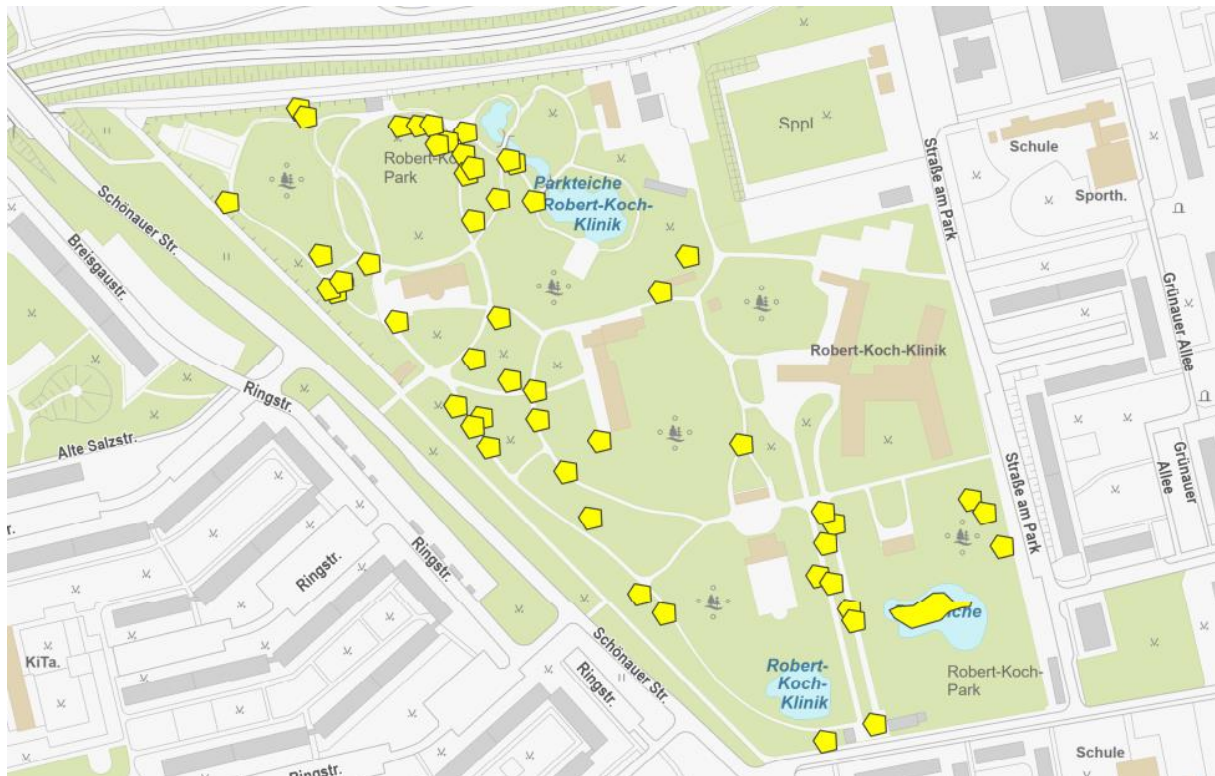 Sppl
Schule
Sporth.
Straße am Park
Grünauer Allee
Robert-Ko
Park
Parkteiche
Robert-Koch-
Klinik
Schönauer Str.
Breisgaustr.
Robert-Koch-Klinik
Ringstr.
Alte Salzstr.
Straße am Park
Grünauer
Allee
r.
Ringstr.
Ringstr.
KiTa.
Schönauer Str.
Ringstr.
Robert-
Koch-
Klinik
iche
Robert-Koch-
Park
Schule
Ringstr.